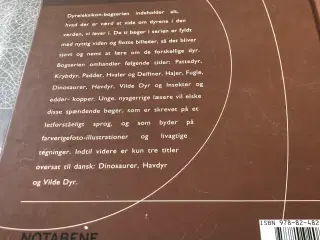 Dyreleksikon-bogserien indeholder alt,
hvad der er værd at vide om dyrene i den
verden, vi lever i. De ti bøger i serien er fyldt
med nyttig viden og flotte billeder, så det bliver
sjovt og nemt at lære om de forskellige dyr.
Bogserien omhandler følgende titler: Pattedyr,
Krybdyr, Padder, Hvaler og Delfiner, Hajer, Fugle,
Dinosaurer, Havdyr, Vilde Dyr og Insekter og
edder- kopper. Unge, nysgerrige læsere vil elske
disse spændende bøger, som er skrevet på et
letforståeligt sprog, og som byder på
farverigefoto-illustrationer og livagtige
tegninger. Indtil videre er kun tre titler
oversat til dansk: Dinosaurer, Havdyr
og Vilde Dyr.
ISBN 978-82-482
NOTABENE